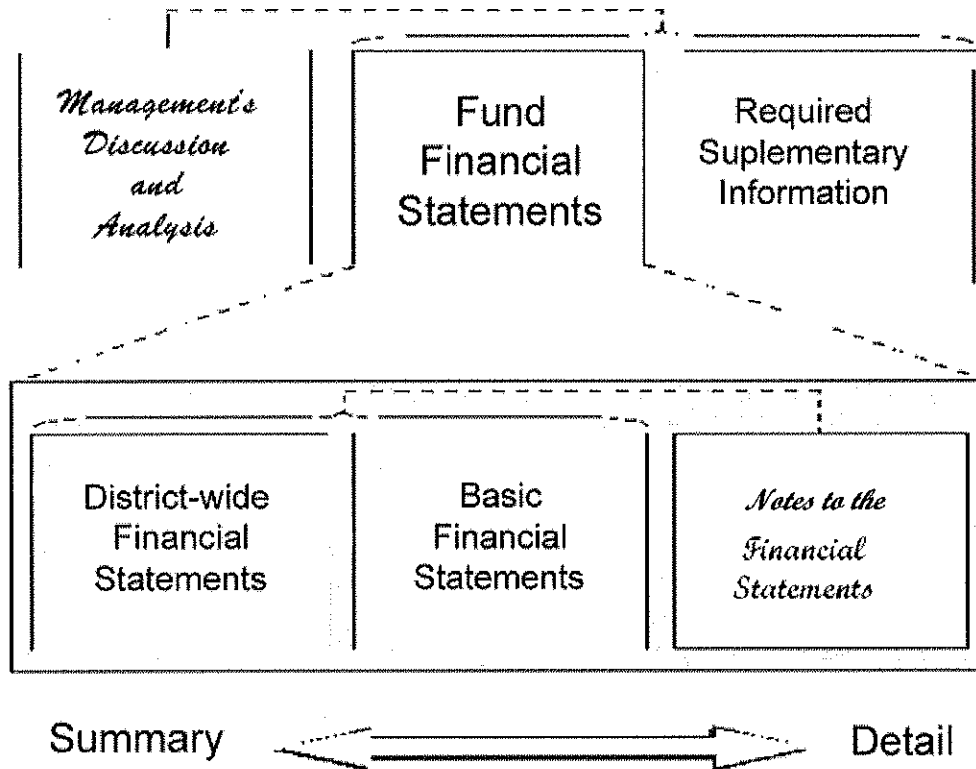 Management's
Discussion
and
Analysis
Fund
Financial
Statements
Required
Suplementary
Information
District-wide
Financial
Statements
Basic
Financial
Statements
Notes to the
Financial
Statements
Summary
Detail